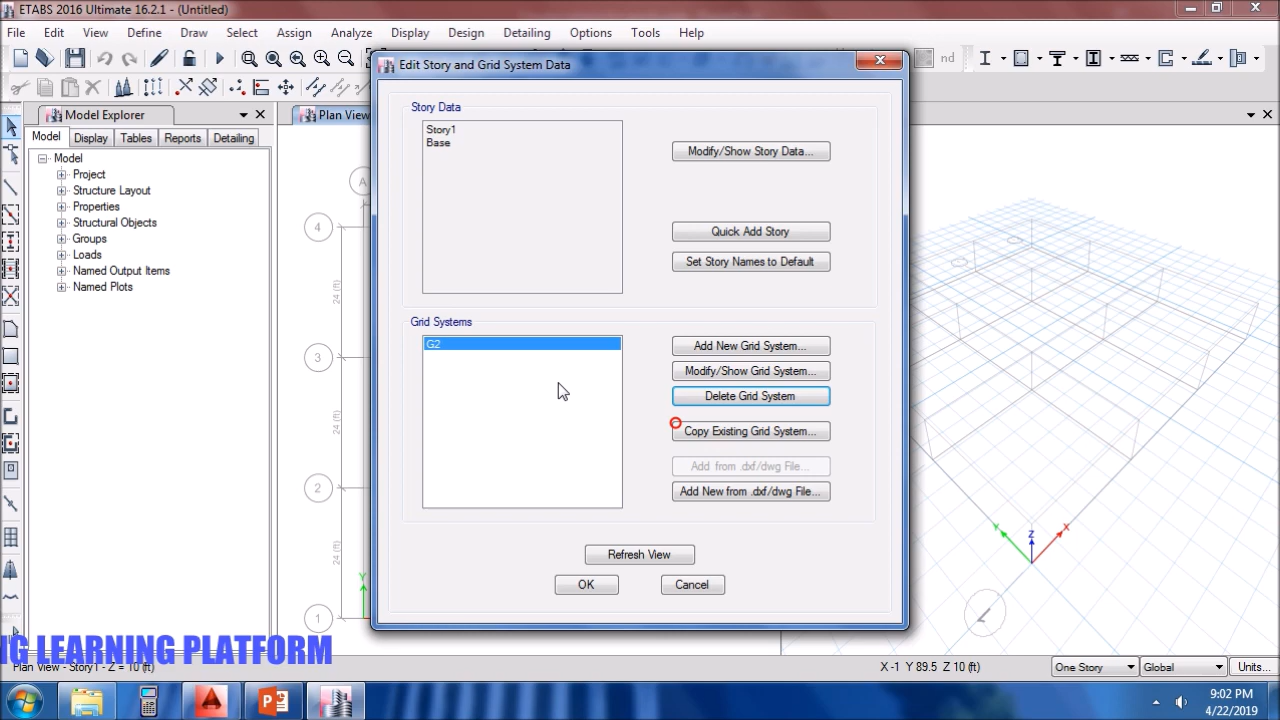 ETABS 2016 Ultimate 16.2.1 - (Untitled)
File Edit View Define Draw Select Assign Analyze Display Design Detailing Options Tools Help
nd
Model Explorer
Model Display Tables Reports Detailing
Model
Project
Structure Layout
Properties
Structural Objects
Groups
Loads
Named Output Items
Named Plots
Plan View
A
4
24 (ft)
3
24 (ft)
2
24 (ft)
1
Y
Edit Story and Grid System Data
Story Data
Story1
Base
Modify/Show Story Data...
Quick Add Story
Set Story Names to Default
Grid Systems
G2
Add New Grid System...
Modify/Show Grid System...
Delete Grid System
Copy Existing Grid System...
Add from .dxf/dwg File...
Add New from .dxf/dwg File...
Refresh View
OK Cancel
Y Z X
NG LEARNING PLATFORM
Plan View - Story1 - Z = 10 (ft)
X -1 Y 89.5 Z 10 (ft)
One Story Global Units...
9:02 PM
4/22/2019